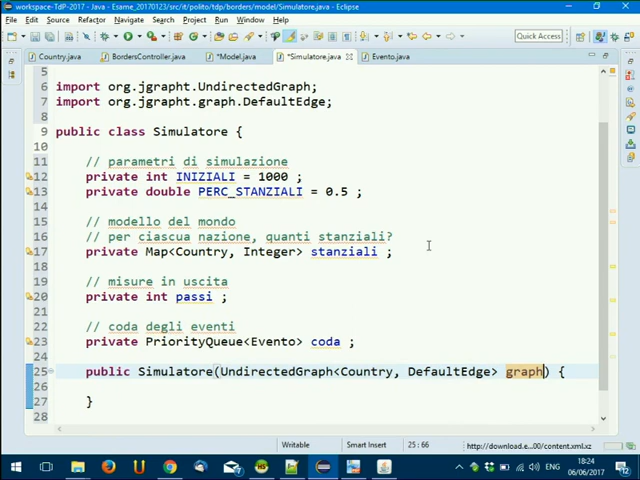 workspace-TdP-2017 - Java - Esame_20170123/src/it/polito/tdp/borders/model/Simulatore.java - Eclipse
File Edit Source Refactor Navigate Search Project Run Window Help
Quick Access
Country.java BordersController.java *Model.java *Simulatore.java Evento.java
5
6 import org.jgrapht.UndirectedGraph;
7 import org.jgrapht.graph.DefaultEdge;
8
9 public class Simulatore {
10
11 // parametri di simulazione
12 private int INIZIALI = 1000 ;
13 private double PERC_STANZIALI = 0.5 ;
14
15 // modello del mondo
16 // per ciascua nazione, quanti stanziali?
17 private Map<Country, Integer> stanziali ;
18
19 // misure in uscita
20 private int passi ;
21
22 // coda degli eventi
23 private PriorityQueue<Evento> coda ;
24
25 public Simulatore(UndirectedGraph<Country, DefaultEdge> graph) {
26
27 }
28
Writable Smart Insert 25 : 66 http://download.e...00/content.xml.xz
18:24
06/06/2017